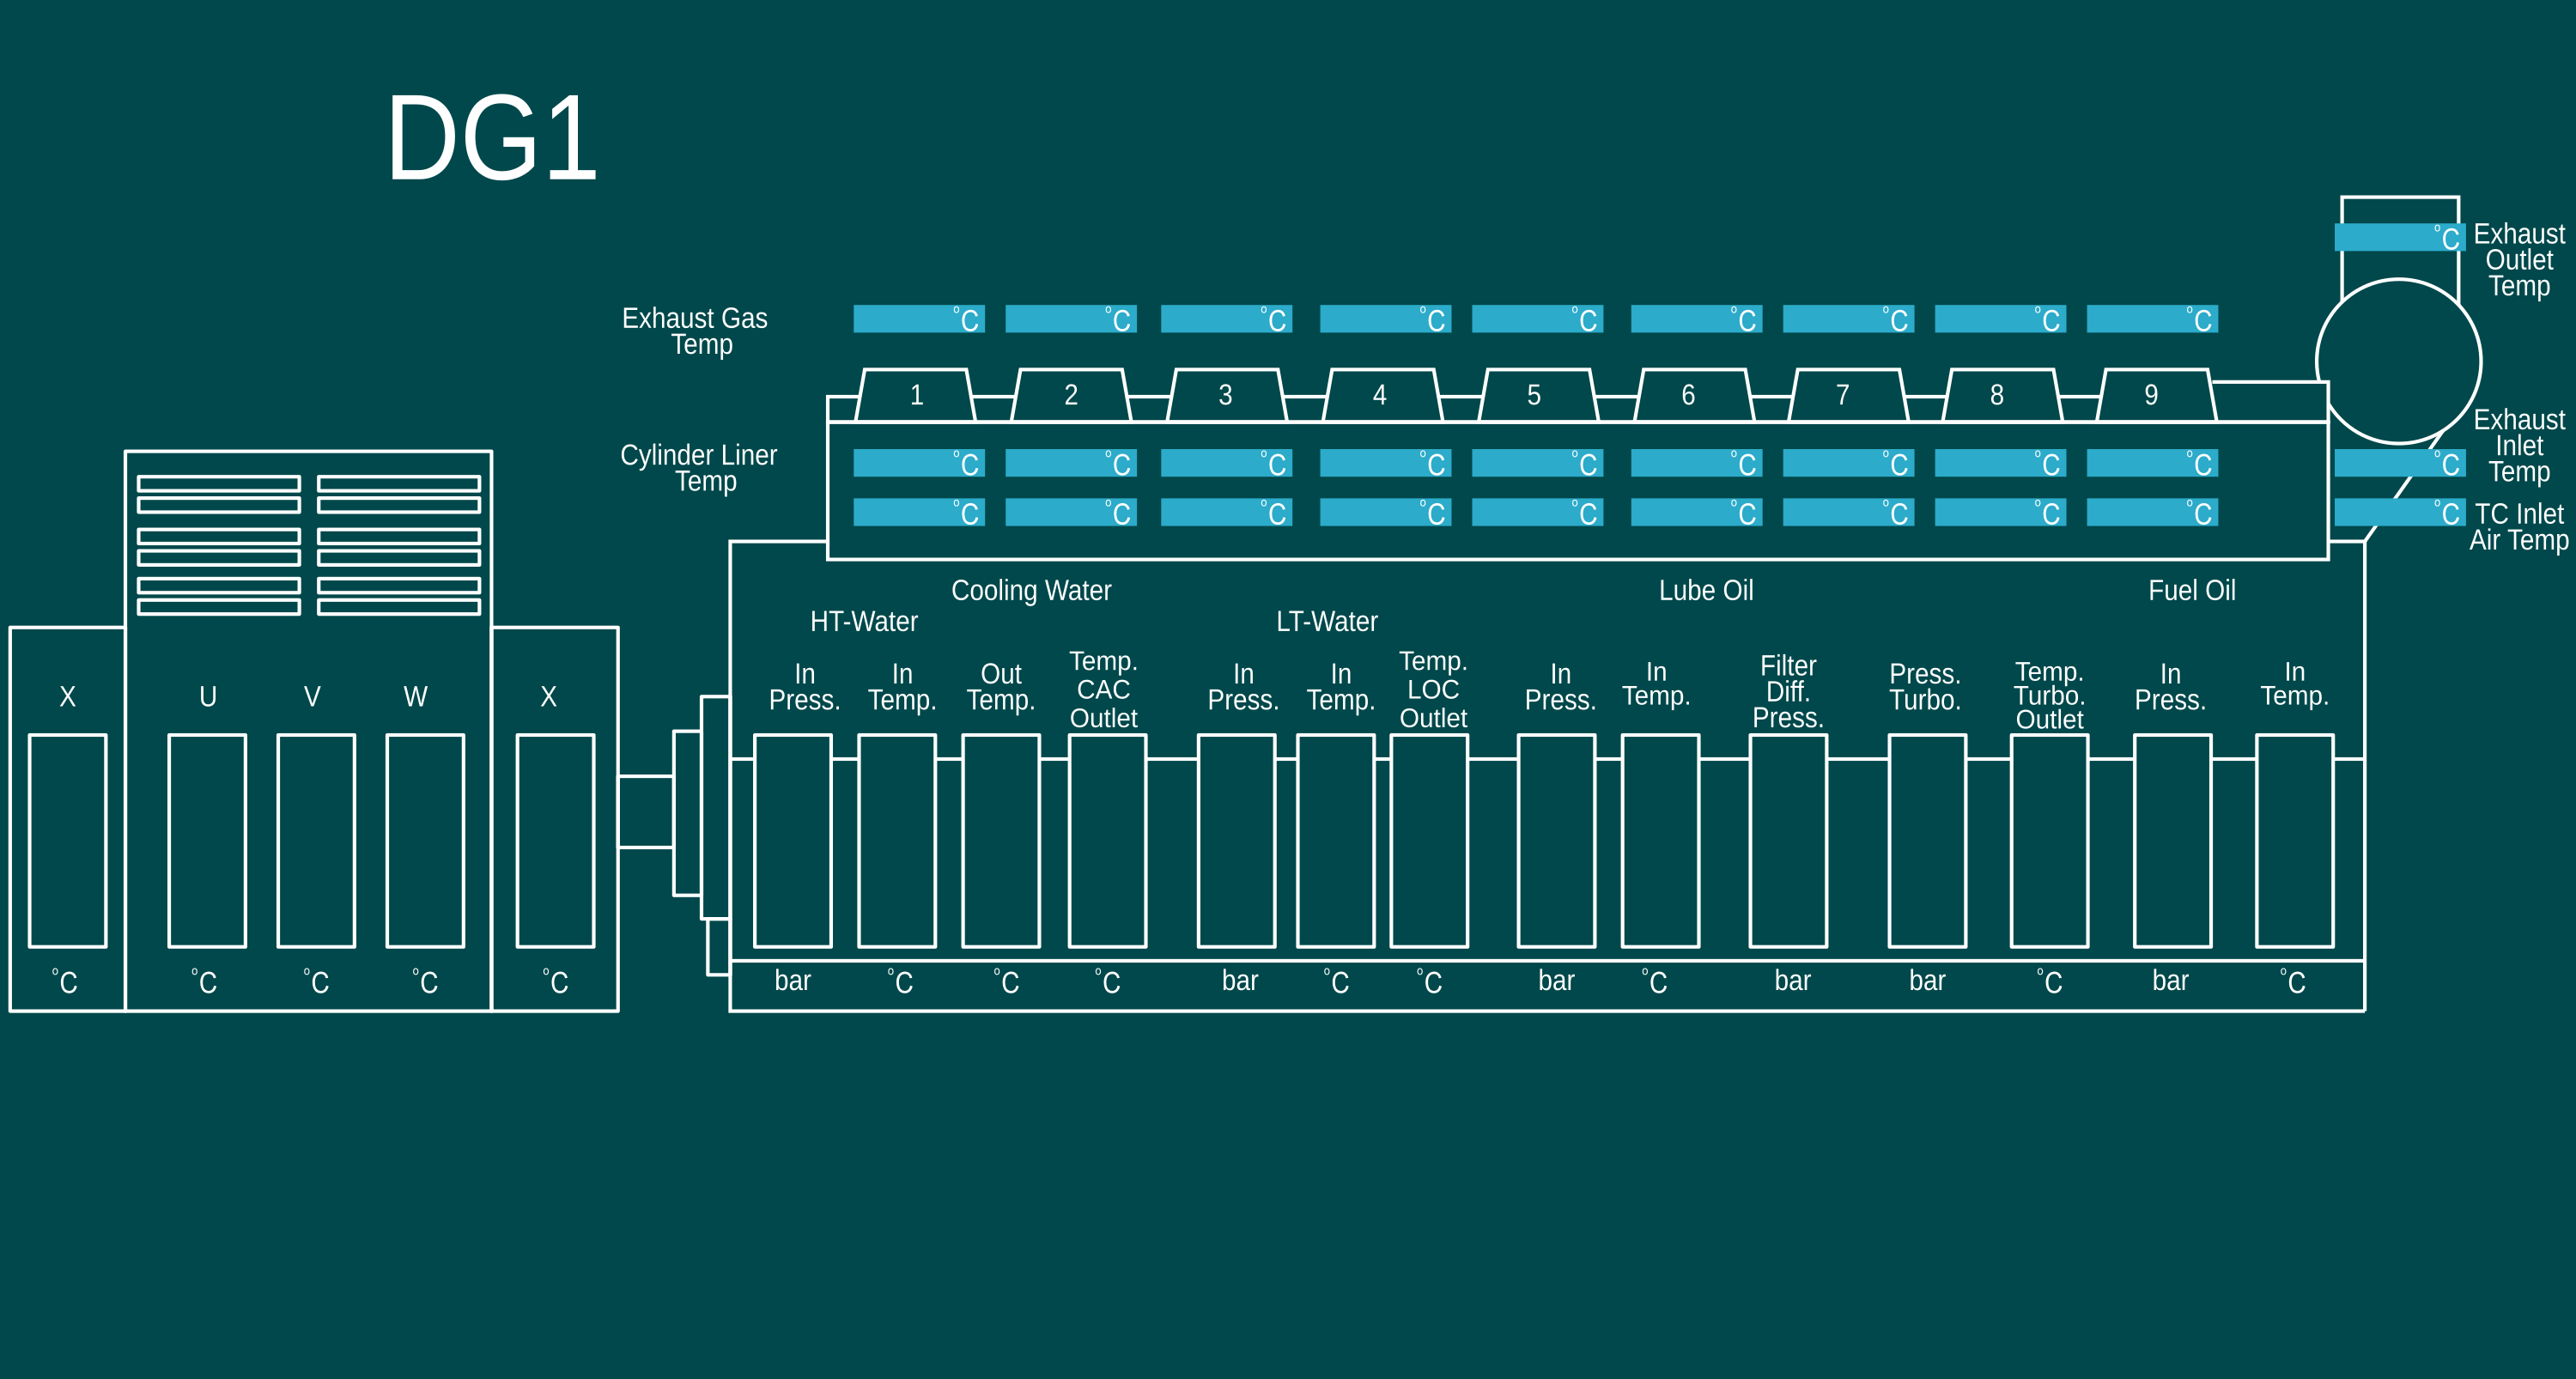 DG1
°C Exhaust
Outlet
Temp
Exhaust Gas
Temp
°C °C °C °C °C °C °C °C °C
1 2 3 4 5 6 7 8 9
Exhaust
Inlet
Temp
Cylinder Liner
Temp
°C °C °C °C °C °C °C °C °C °C
°C °C °C °C °C °C °C °C °C °C
TC Inlet
Air Temp
Cooling Water Lube Oil Fuel Oil
HT-Water LT-Water
X U V W X
In
Press.
In
Temp.
Out
Temp.
Temp.
CAC
Outlet
In
Press.
In
Temp.
Temp.
LOC
Outlet
In
Press.
In
Temp.
Filter
Diff.
Press.
Press.
Turbo.
Temp.
Turbo.
Outlet
In
Press.
In
Temp.
°C °C °C °C °C bar °C °C °C bar °C °C bar °C bar bar °C bar °C